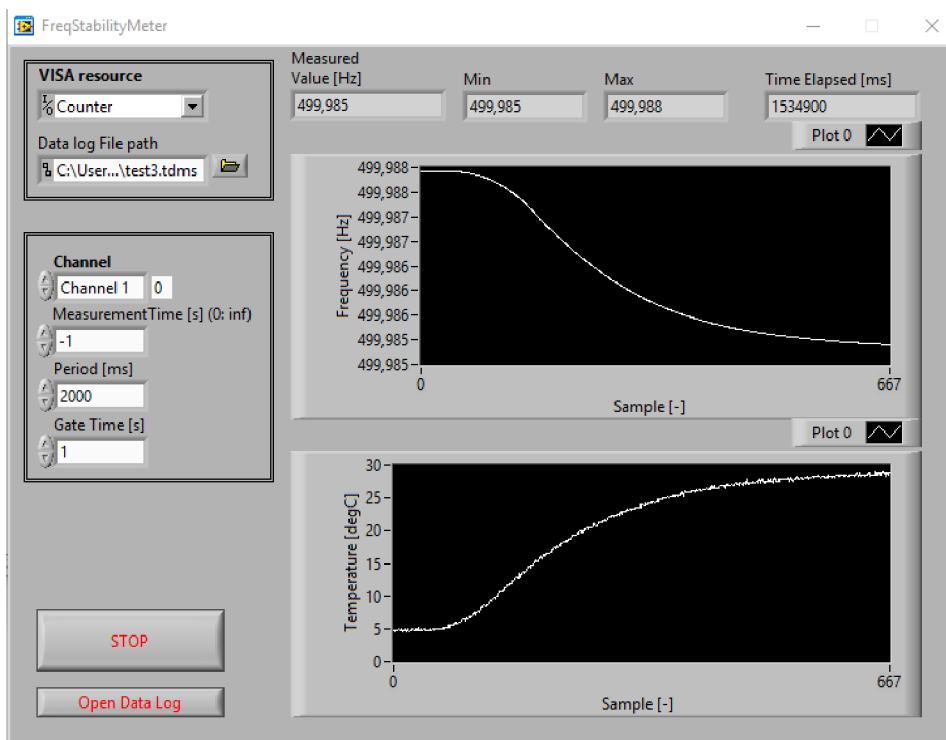 FreqStabilityMeter
VISA resource
Counter
Data log File path
C:\User...\test3.tdms
Channel
Channel 1 0
MeasurementTime [s] (0: inf)
-1
Period [ms]
2000
Gate Time [s]
1
STOP
Open Data Log
Measured
Value [Hz]
499,985
Min
499,985
Max
499,988
Time Elapsed [ms]
1534900
Plot 0
Frequency [Hz]
499,988
499,988
499,987
499,987
499,986
499,986
499,986
499,985
499,985
0 667
Sample [-]
Plot 0
Temperature [degC]
30
25
20
15
10
5
0
0 667
Sample [-]